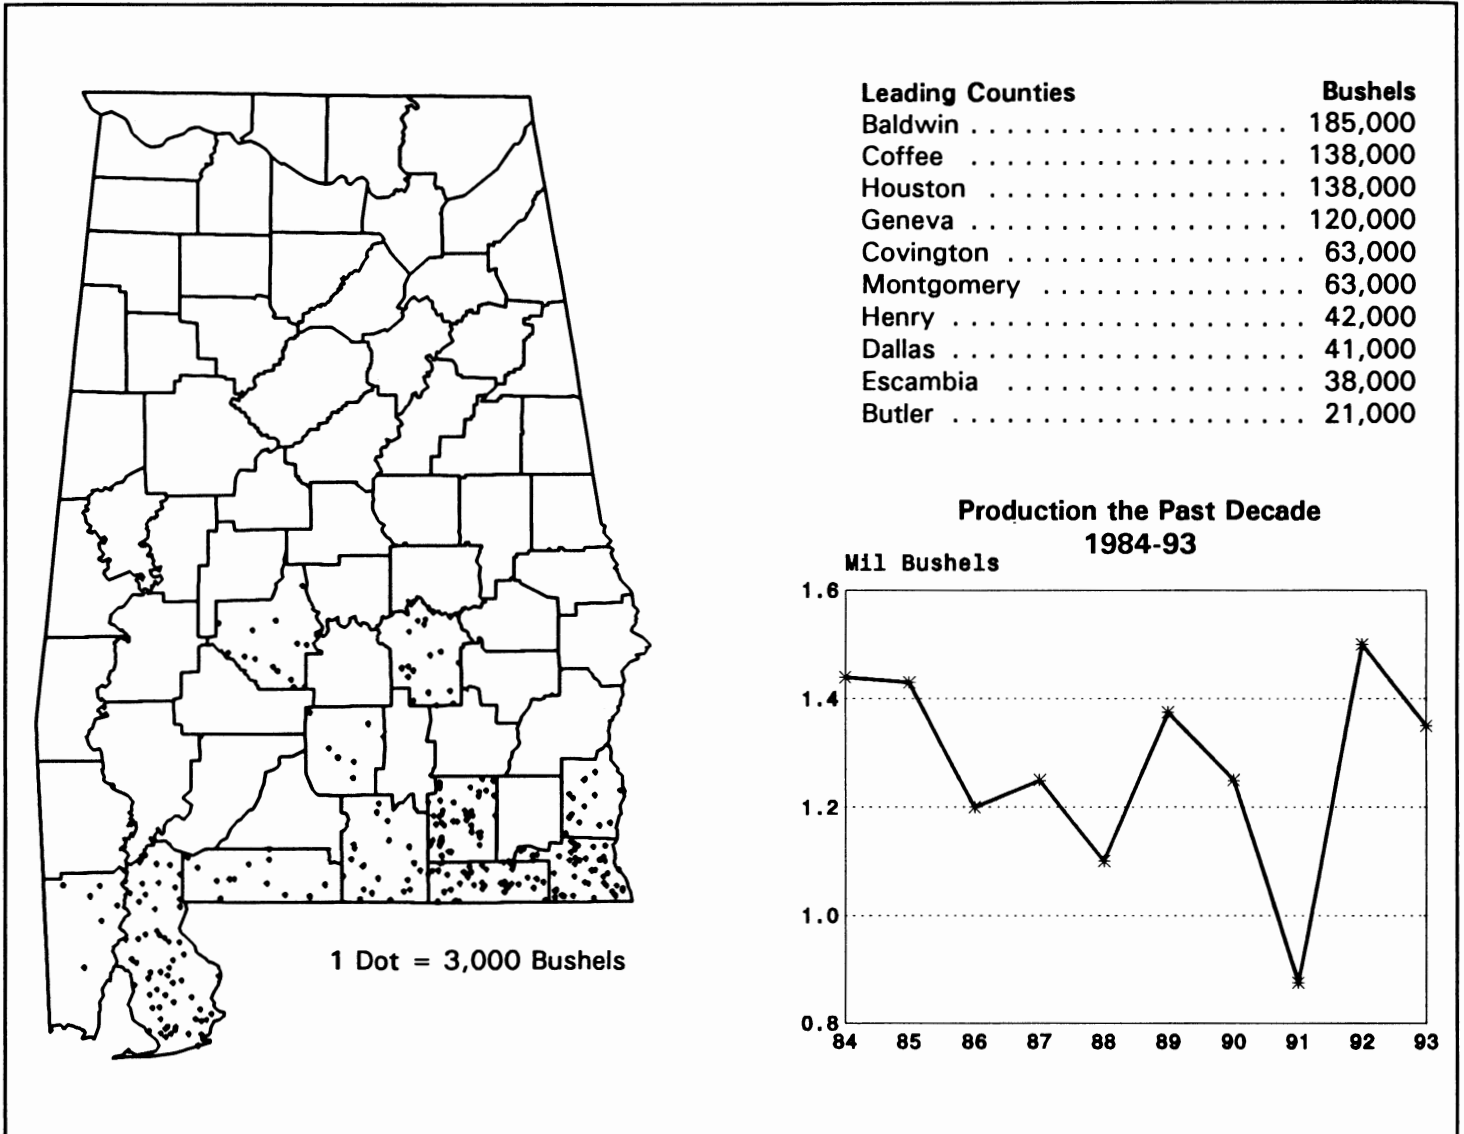 Leading Counties Bushels
Baldwin . . . . . . . . . . . . . . . . . . 185,000
Coffee . . . . . . . . . . . . . . . . . . 138,000
Houston . . . . . . . . . . . . . . . . . 138,000
Geneva . . . . . . . . . . . . . . . . . . 120,000
Covington . . . . . . . . . . . . . . . . . 63,000
Montgomery . . . . . . . . . . . . . . . 63,000
Henry . . . . . . . . . . . . . . . . . . . . 42,000
Dallas . . . . . . . . . . . . . . . . . . . . 41,000
Escambia . . . . . . . . . . . . . . . . . 38,000
Butler . . . . . . . . . . . . . . . . . . . . 21,000
Production the Past Decade
1984-93
Mil Bushels
1.6
1.4
1.2
1.0
0.8
84 85 86 87 88 89 90 91 92 93
1 Dot = 3,000 Bushels